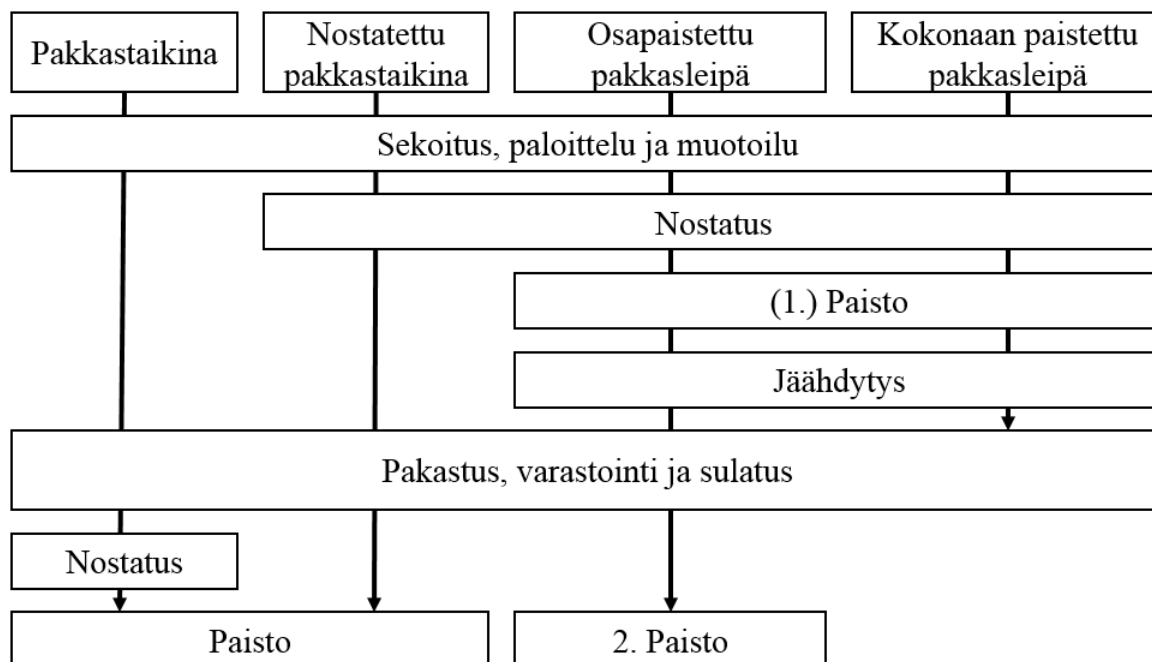 Pakkastaikina
Nostatettu
pakkastaikina
Osapaistettu
pakkasleipä
Kokonaan paistettu
pakkasleipä
Sekoitus, paloittelu ja muotoilu
Nostatus
(1.) Paisto
Jäähdytys
Pakastus, varastointi ja sulatus
Nostatus
Paisto
2. Paisto